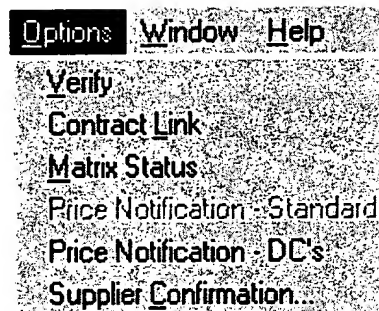 Options Window Help
Verify
Contract Link
Matrix Status
Price Notification - Standard
Price Notification - DC's
Supplier Confirmation...